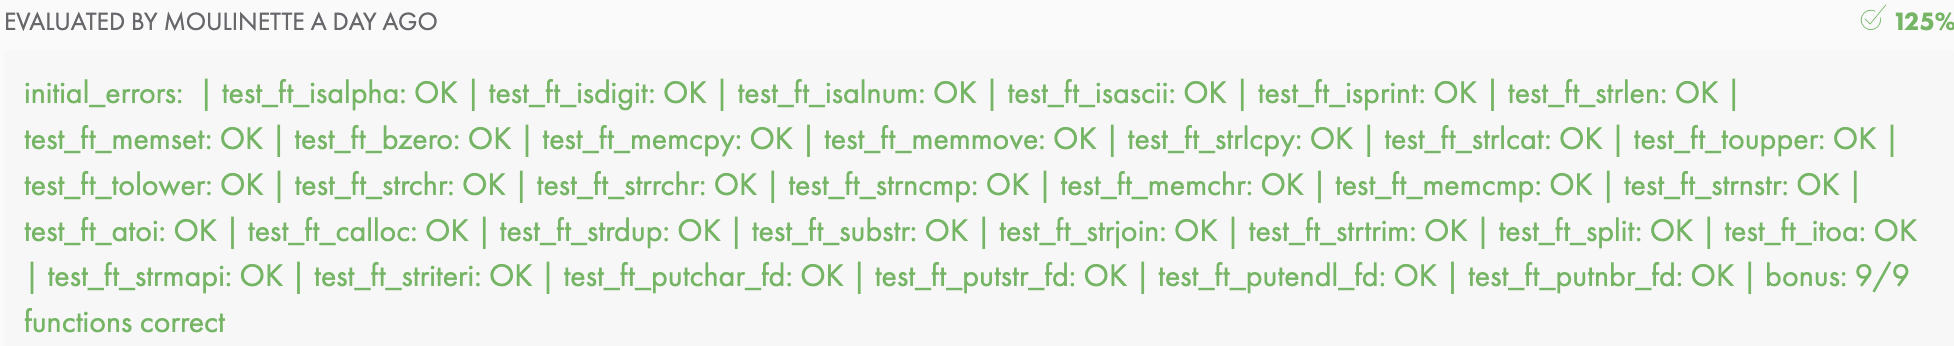 EVALUATED BY MOULINETTE A DAY AGO 125%
initial_errors: | test_ft_isalpha: OK | test_ft_isdigit: OK | test_ft_isalnum: OK | test_ft_isascii: OK | test_ft_isprint: OK | test_ft_strlen: OK |
test_ft_memset: OK | test_ft_bzero: OK | test_ft_memcpy: OK | test_ft_memmove: OK | test_ft_strlcpy: OK | test_ft_strlcat: OK | test_ft_toupper: OK |
test_ft_tolower: OK | test_ft_strchr: OK | test_ft_strrchr: OK | test_ft_strncmp: OK | test_ft_memchr: OK | test_ft_memcmp: OK | test_ft_strnstr: OK |
test_ft_atoi: OK | test_ft_calloc: OK | test_ft_strdup: OK | test_ft_substr: OK | test_ft_strjoin: OK | test_ft_strtrim: OK | test_ft_split: OK | test_ft_itoa: OK
| test_ft_strmapi: OK | test_ft_striteri: OK | test_ft_putchar_fd: OK | test_ft_putstr_fd: OK | test_ft_putendl_fd: OK | test_ft_putnbr_fd: OK | bonus: 9/9
functions correct